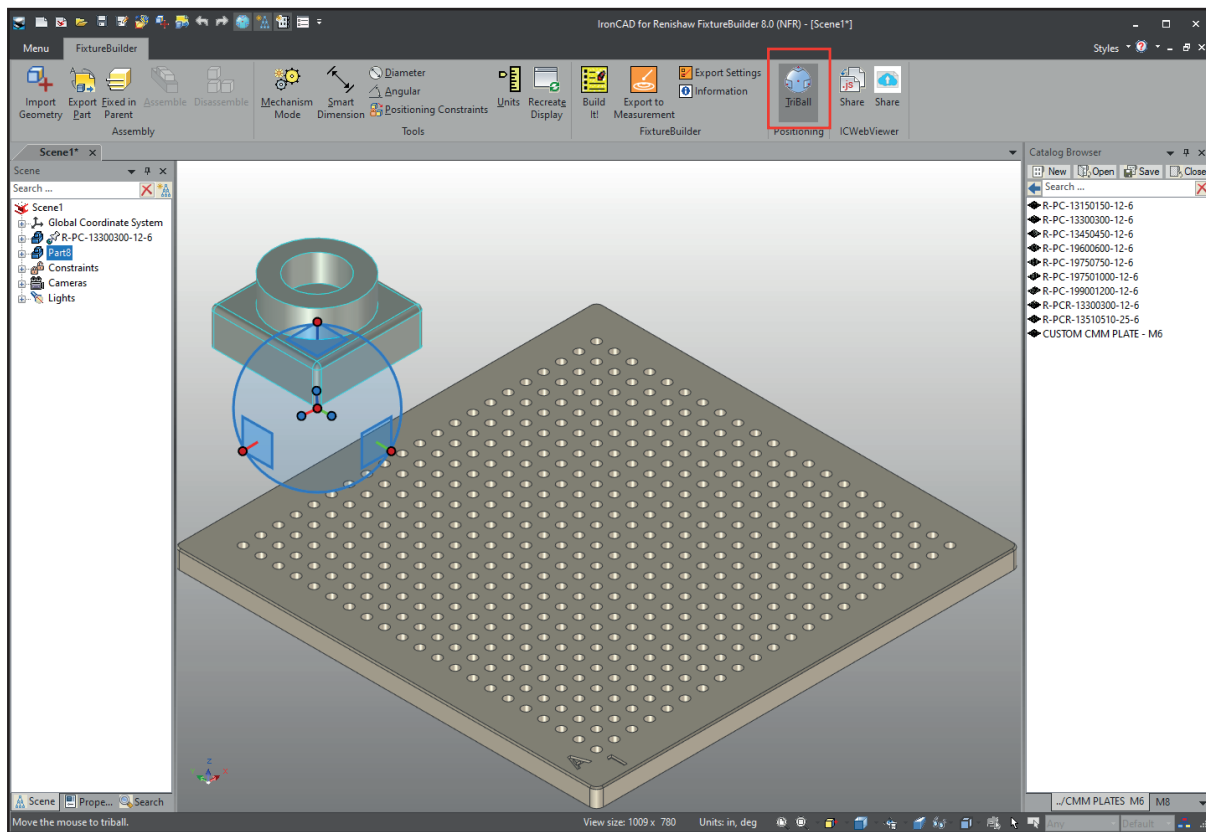 IronCAD for Renishaw FixtureBuilder 8.0 (NFR) - [Scene1*]
Menu FixtureBuilder Styles
Import Geometry
Export Part
Fixed in Parent
Assemble
Disassemble
Assembly
Mechanism Mode
Smart Dimension
Diameter
Angular
Positioning Constraints
Units
Recreate Display
Tools
Build It!
Export to Measurement
Export Settings
Information
FixtureBuilder
TriBall
Positioning
.js
Share
Share
ICWebViewer
Scene1*
Scene
Search ...
Scene1
Global Coordinate System
R-PC-13300300-12-6
Part8
Constraints
Cameras
Lights
A 1
Z
Y X
Catalog Browser
New Open Save Close
Search ...
R-PC-13150150-12-6
R-PC-13300300-12-6
R-PC-13450450-12-6
R-PC-19600600-12-6
R-PC-19750750-12-6
R-PC-197501000-12-6
R-PC-199001200-12-6
R-PCR-13300300-12-6
R-PCR-13510510-25-6
CUSTOM CMM PLATE - M6
Scene Prope... Search
../CMM PLATES M6 M8
Move the mouse to triball. View size: 1009 x 780 Units: in, deg Any Default